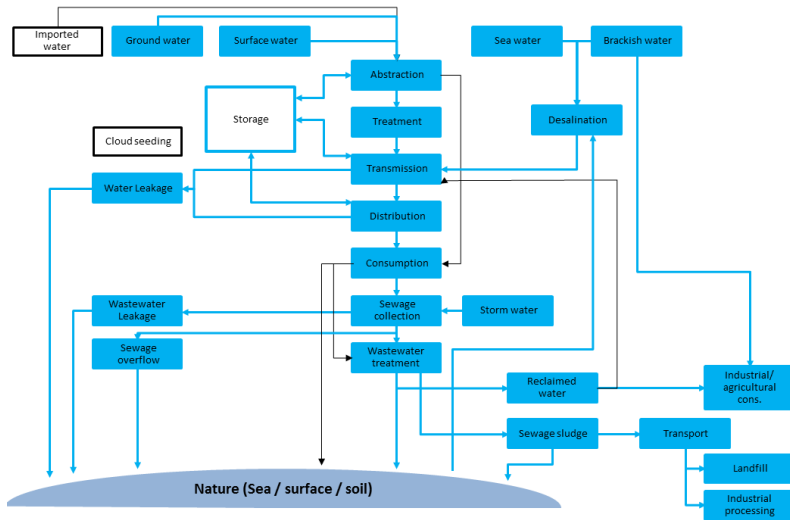 Imported
water
Ground water
Surface water
Sea water
Brackish water
Abstraction
Storage
Treatment
Desalination
Cloud seeding
Transmission
Water Leakage
Distribution
Consumption
Wastewater
Leakage
Sewage
collection
Storm water
Sewage
overflow
Wastewater
treatment
Reclaimed
water
Industrial/
agricultural
cons.
Sewage sludge
Transport
Landfill
Nature (Sea / surface / soil)
Industrial
processing